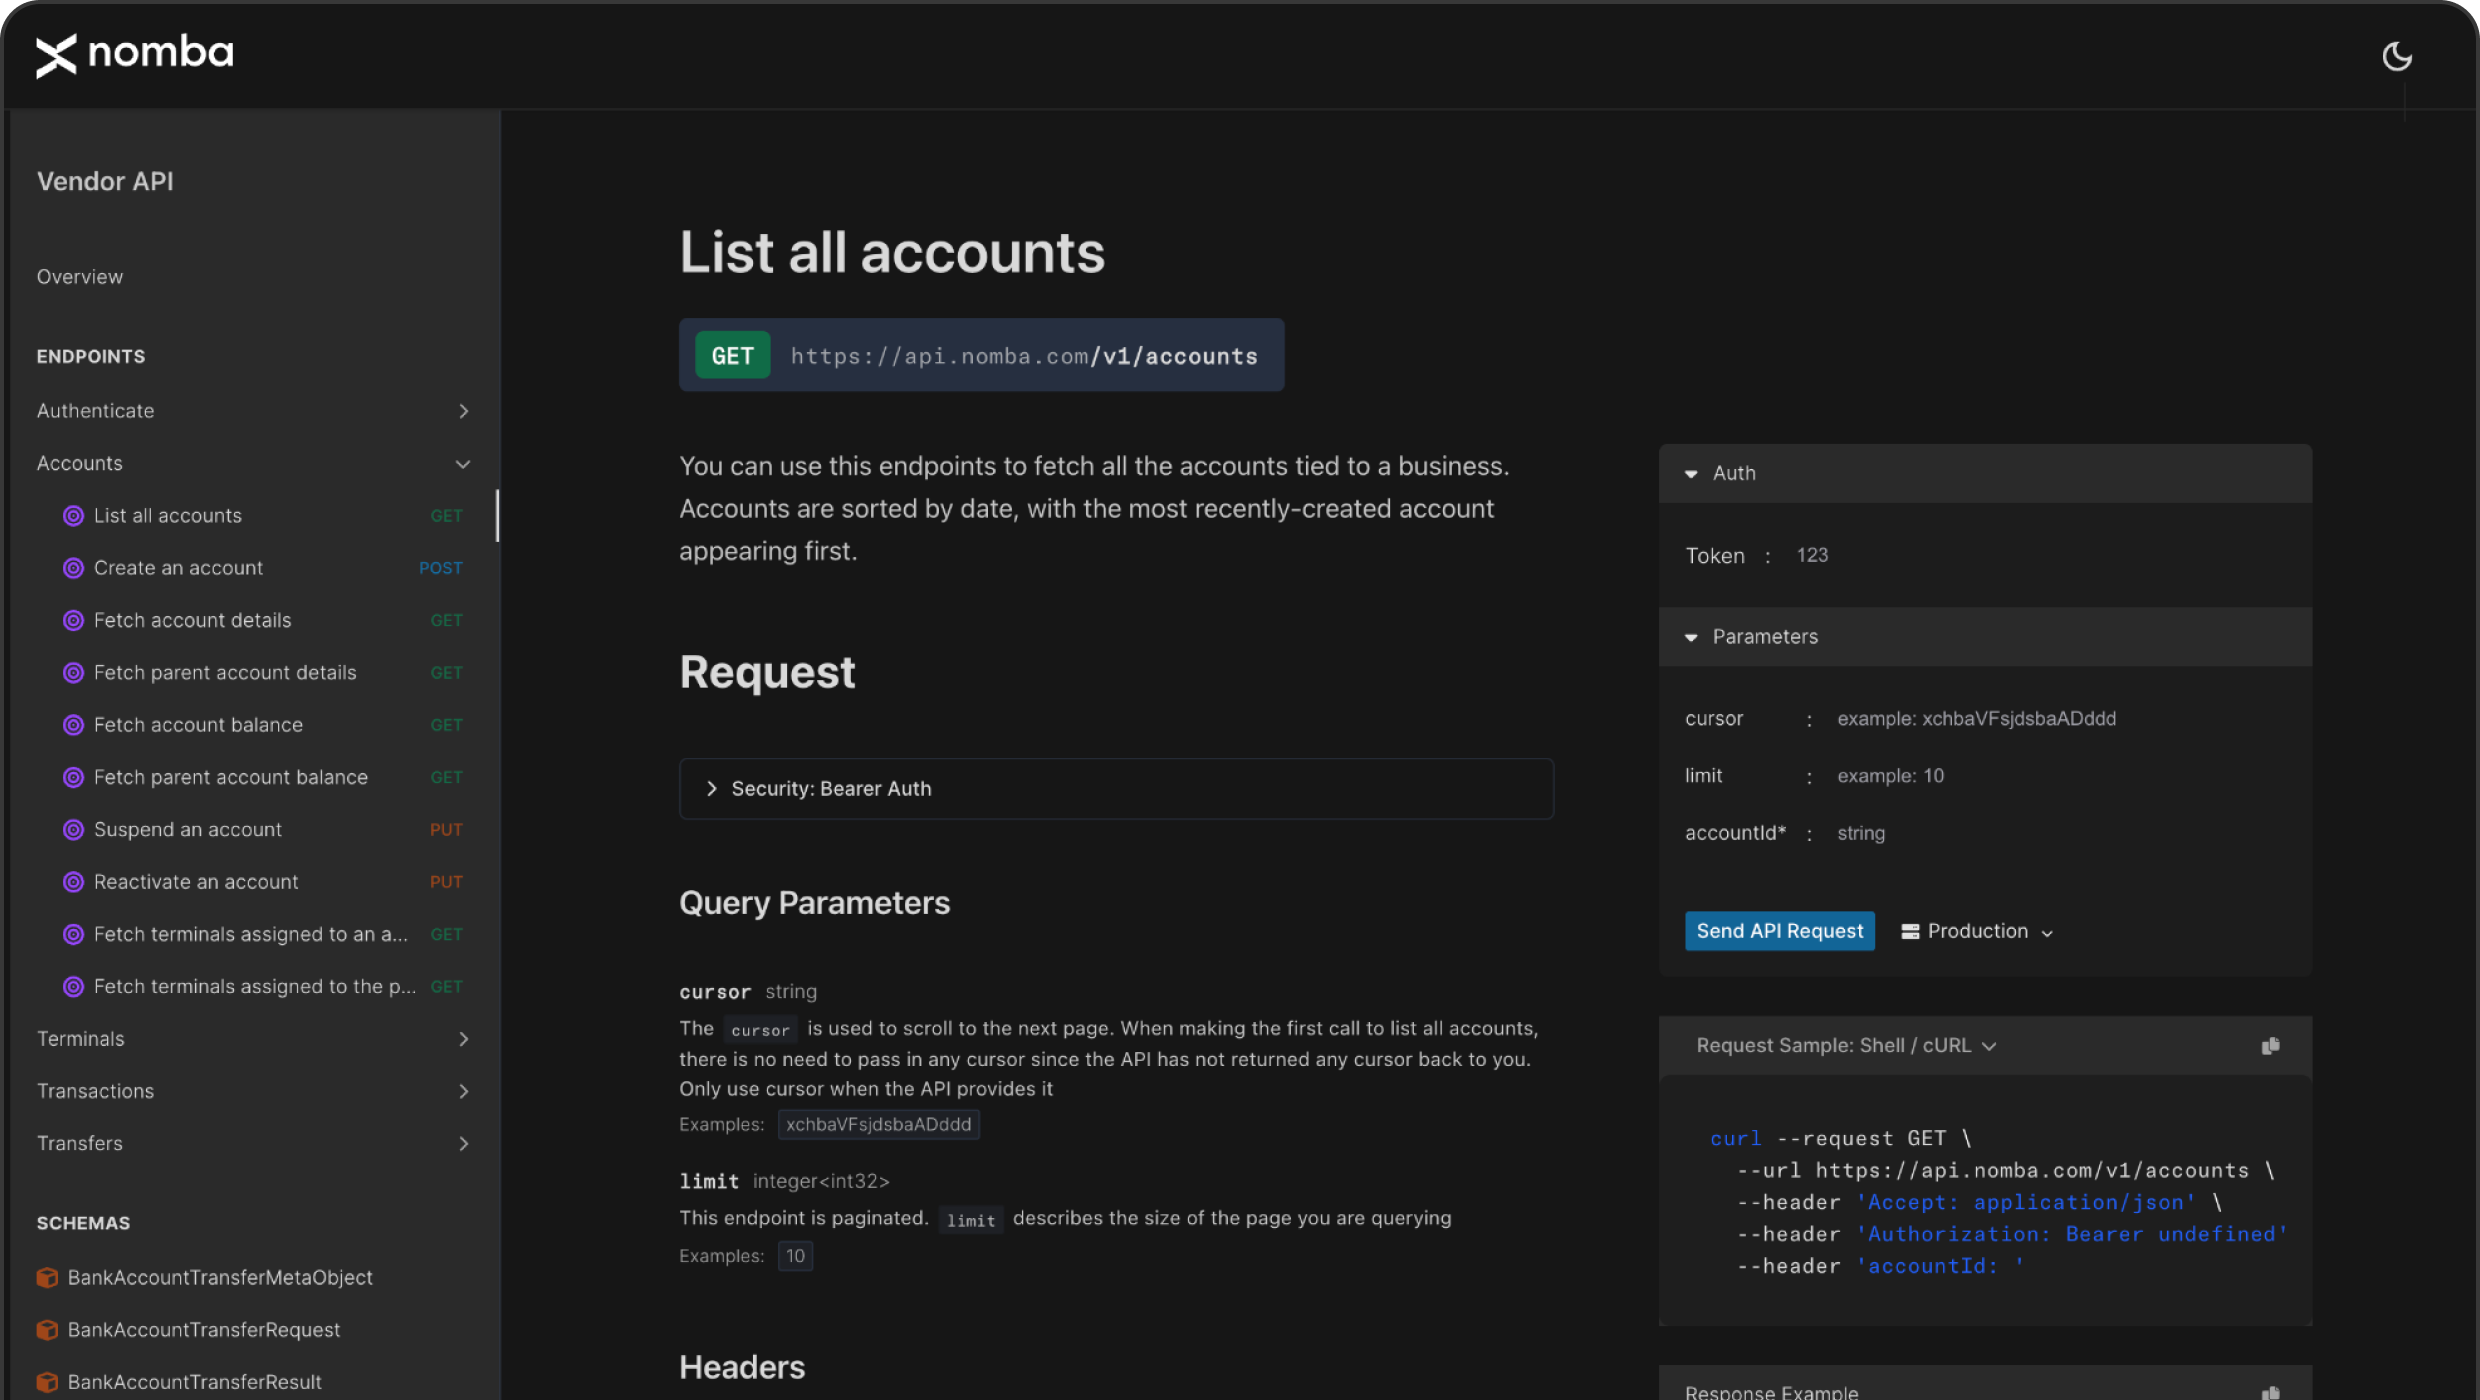 nomba
Vendor API
Overview
ENDPOINTS
Authenticate
Accounts
List all accounts GET
Create an account POST
Fetch account details GET
Fetch parent account details GET
Fetch account balance GET
Fetch parent account balance GET
Suspend an account PUT
Reactivate an account PUT
Fetch terminals assigned to an a... GET
Fetch terminals assigned to the p... GET
Terminals
Transactions
Transfers
SCHEMAS
BankAccountTransferMetaObject
BankAccountTransferRequest
BankAccountTransferResult
List all accounts
GET https://api.nomba.com/v1/accounts
You can use this endpoints to fetch all the accounts tied to a business.
Accounts are sorted by date, with the most recently-created account
appearing first.
Request
Security: Bearer Auth
Query Parameters
cursor string
The cursor is used to scroll to the next page. When making the first call to list all accounts,
there is no need to pass in any cursor since the API has not returned any cursor back to you.
Only use cursor when the API provides it
Examples: xchbaVFsjdsbaADddd
limit integer<int32>
This endpoint is paginated. limit describes the size of the page you are querying
Examples: 10
Headers
Auth
Token : 123
Parameters
cursor : example: xchbaVFsjdsbaADddd
limit : example: 10
accountId* : string
Send API Request Production
Request Sample: Shell / cURL
curl --request GET \
--url https://api.nomba.com/v1/accounts \
--header 'Accept: application/json' \
--header 'Authorization: Bearer undefined'
--header 'accountId: '
Response Example